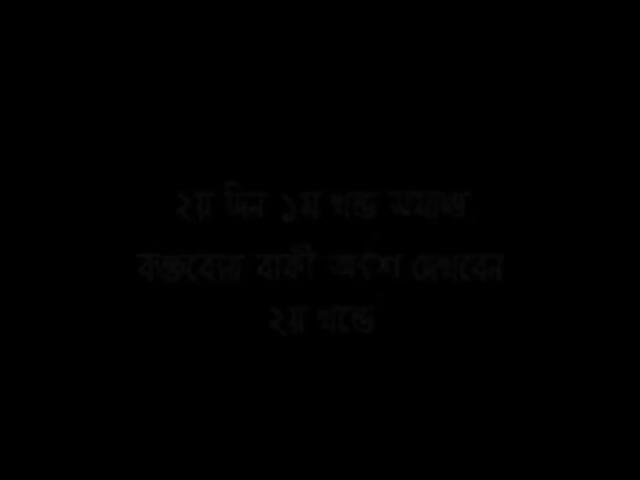 ২য় দিন ১ম খন্ড সমাপ্ত
বক্তব্যের বাকী অংশ দেখবেন
২য় খন্ডে